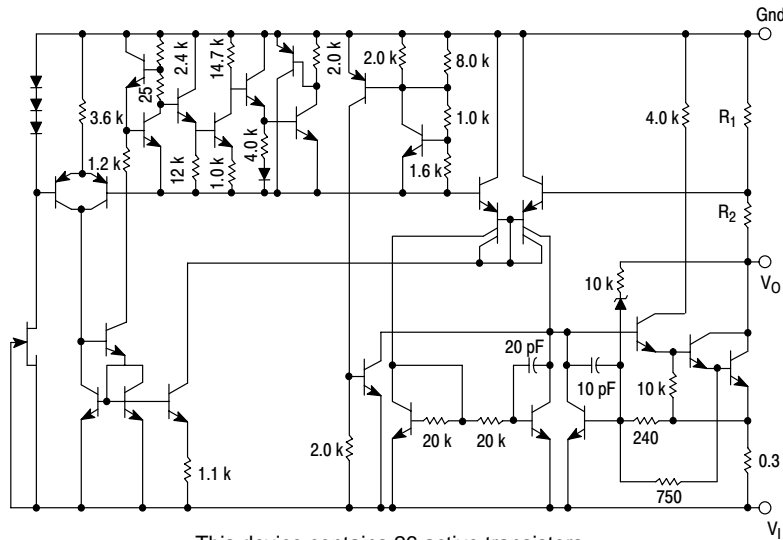 Gnd
2.4 k
25
14.7 k
2.0 k
2.0 k
8.0 k
3.6 k
1.0 k
4.0 k
R1
1.2 k
12 k
1.0 k
4.0 k
1.6 k
R2
10 k
VO
20 pF
10 pF
10 k
20 k
20 k
240
2.0 k
0.3
1.1 k
750
VI
This device contains 26 active transistors